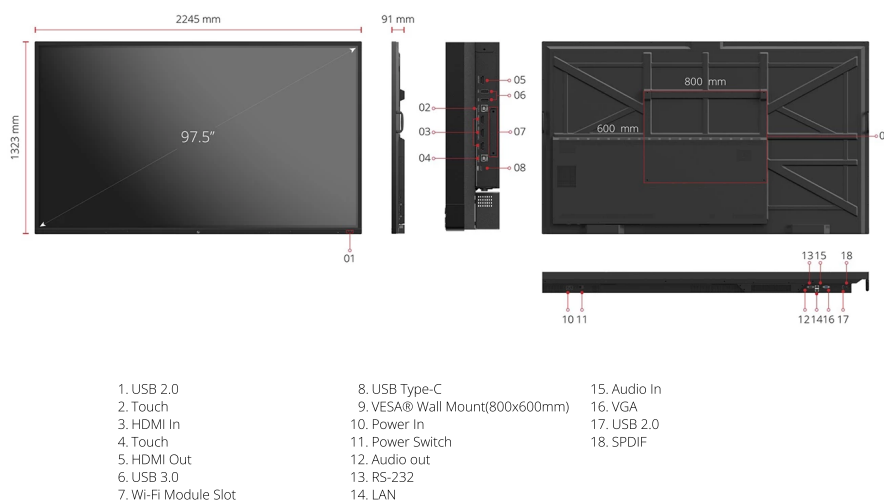 2245 mm
91 mm
1323 mm
97.5”
01
02
03
04
05
06
07
08
800 mm
600 mm
13 15 18
10 11
12 14 16 17
1. USB 2.0
2. Touch
3. HDMI In
4. Touch
5. HDMI Out
6. USB 3.0
7. Wi-Fi Module Slot
8. USB Type-C
9. VESA® Wall Mount(800x600mm)
10. Power In
11. Power Switch
12. Audio out
13. RS-232
14. LAN
15. Audio In
16. VGA
17. USB 2.0
18. SPDIF